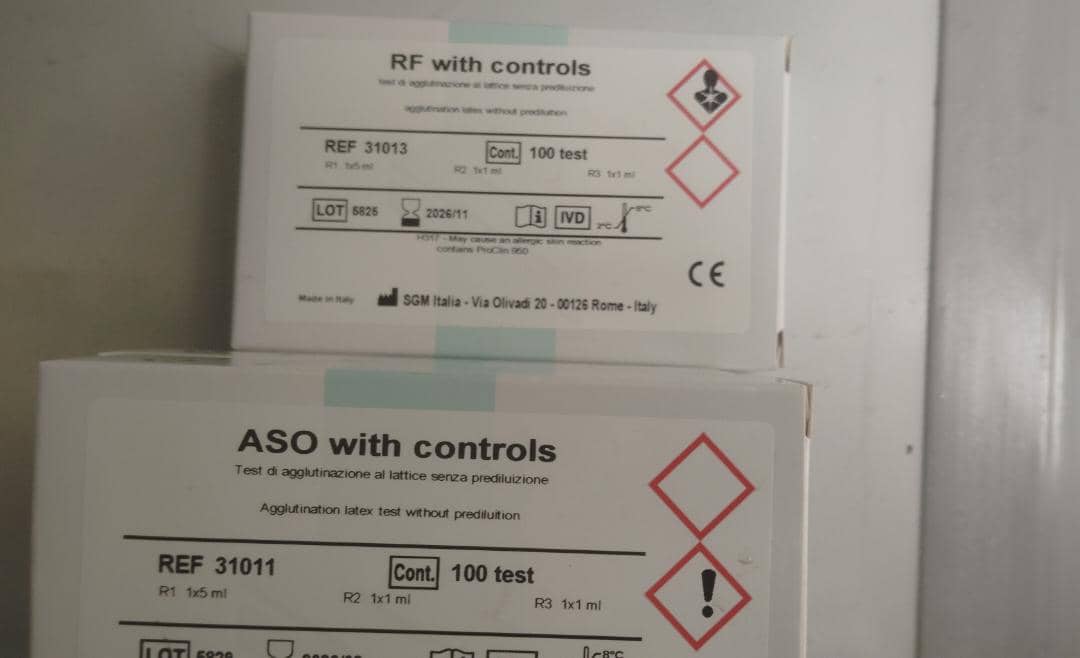 RF with controls
test di agglutinazione al lattice senza prediluizione
agglutination latex without prediluition
REF 31013 Cont. 100 test
R1 1x5 ml R2 1x1 ml R3 1x1 ml
LOT 5825 2026/11 i IVD 2°C 8°C
H317 - May cause an allergic skin reaction
contains ProClin 950
CE
Made in Italy SGM Italia - Via Olivadi 20 - 00126 Rome - Italy
ASO with controls
Test di agglutinazione al lattice senza prediluizione
Agglutination latex test without prediluition
REF 31011 Cont. 100 test
R1 1x5 ml R2 1x1 ml R3 1x1 ml
LOT 8°C